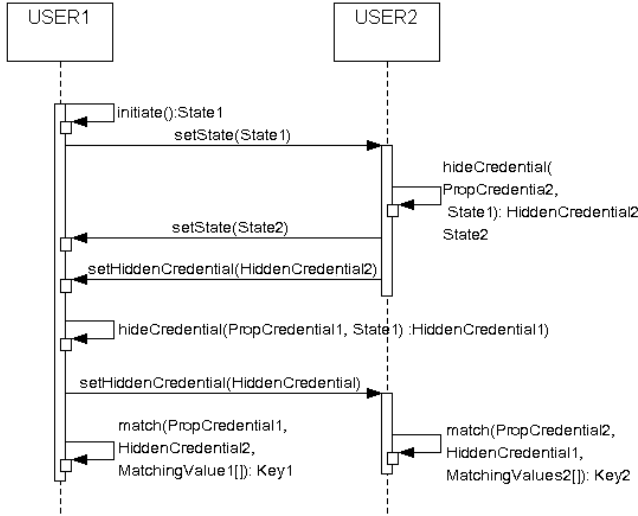 USER1
USER2
initiate():State1
setState(State1)
hideCredential(
PropCredentia2,
State1): HiddenCredential2
State2
setState(State2)
setHiddenCredential(HiddenCredential2)
hideCredential(PropCredential1, State1) :HiddenCredential1)
setHiddenCredential(HiddenCredential)
match(PropCredential1,
HiddenCredential2,
MatchingValue1[]): Key1
match(PropCredential2,
HiddenCredential1,
MatchingValues2[]): Key2